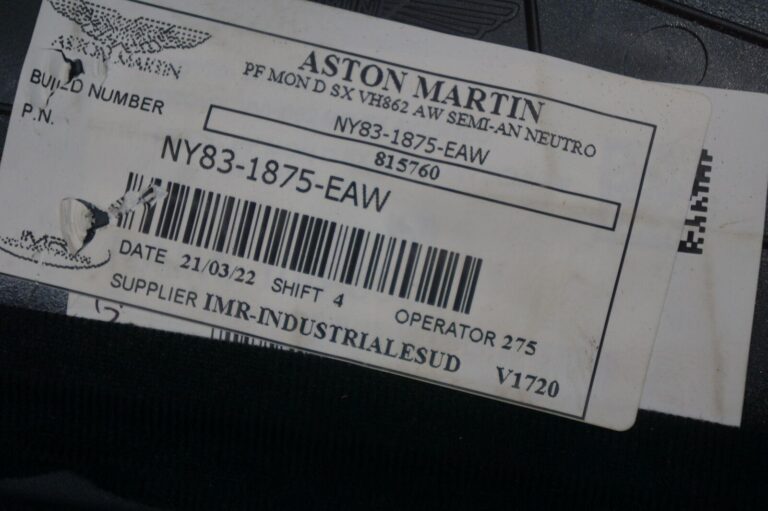 ASTON MARTIN
ASTON MARTIN
PF MON D SX VH862 AW SEMI-AN NEUTRO
BUILD NUMBER
NY83-1875-EAW
815760
P.N.
NY83-1875-EAW
DATE 21/03/22 SHIFT 4 OPERATOR 275
SUPPLIER IMR-INDUSTRIALESUD V1720